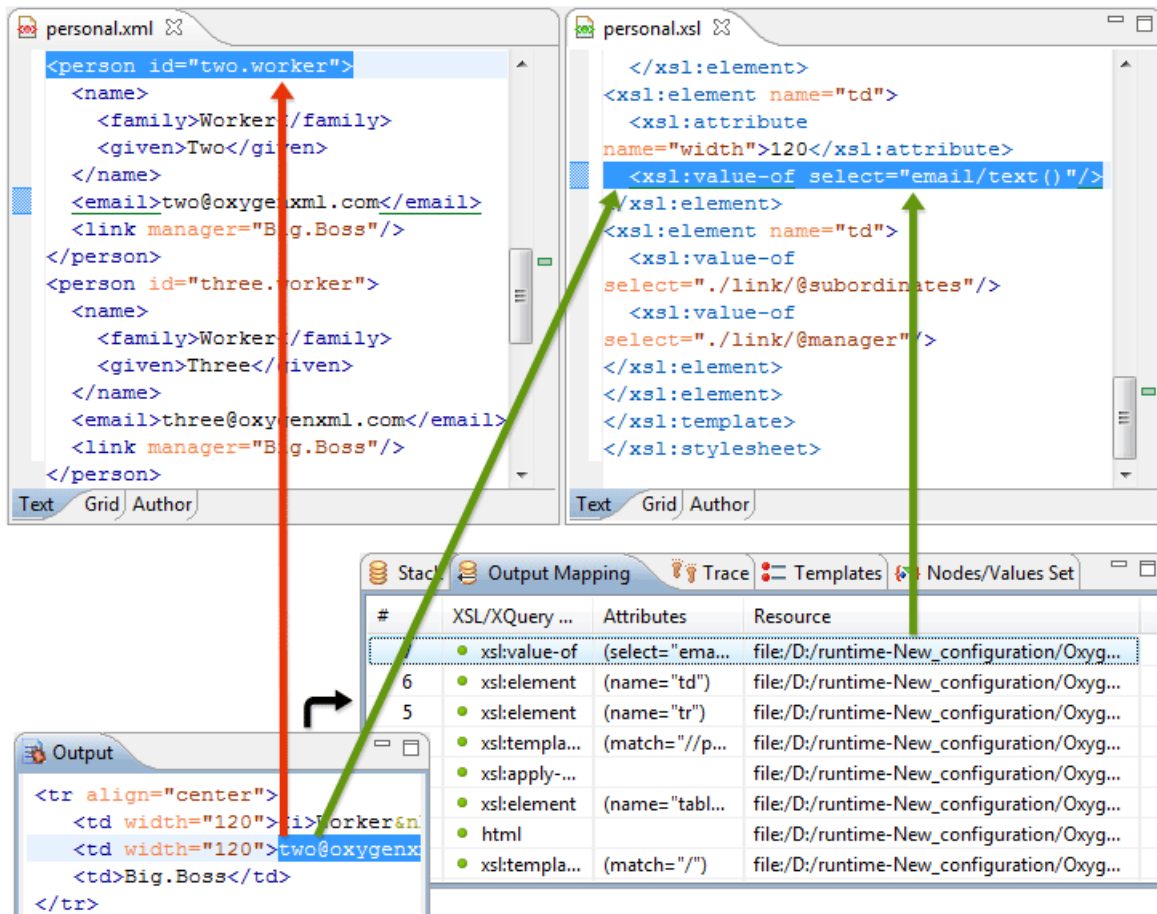 personal.xml
<person id="two.worker">
<name>
<family>Worker</family>
<given>Two</given>
</name>
<email>two@oxygenxml.com</email>
<link manager="Big.Boss"/>
</person>
<person id="three.worker">
<name>
<family>Worker</family>
<given>Three</given>
</name>
<email>three@oxygenxml.com</email>
<link manager="Big.Boss"/>
</person>
Text Grid Author
personal.xsl
</xsl:element>
<xsl:element name="td">
<xsl:attribute
name="width">120</xsl:attribute>
<xsl:value-of select="email/text()"/>
</xsl:element>
<xsl:element name="td">
<xsl:value-of
select="./link/@subordinates"/>
<xsl:value-of
select="./link/@manager"/>
</xsl:element>
</xsl:element>
</xsl:template>
</xsl:stylesheet>
Text Grid Author
Stack Output Mapping Trace Templates Nodes/Values Set
# XSL/XQuery ... Attributes Resource
7 xsl:value-of (select="ema... file:/D:/runtime-New_configuration/Oxyg...
6 xsl:element (name="td") file:/D:/runtime-New_configuration/Oxyg...
5 xsl:element (name="tr") file:/D:/runtime-New_configuration/Oxyg...
xsl:templa... (match="//p... file:/D:/runtime-New_configuration/Oxyg...
xsl:apply-... file:/D:/runtime-New_configuration/Oxyg...
xsl:element (name="tabl... file:/D:/runtime-New_configuration/Oxyg...
html file:/D:/runtime-New_configuration/Oxyg...
xsl:templa... (match="/") file:/D:/runtime-New_configuration/Oxyg...
Output
<tr align="center">
<td width="120"><i>Worker&n
<td width="120">two@oxygenx
<td>Big.Boss</td>
</tr>